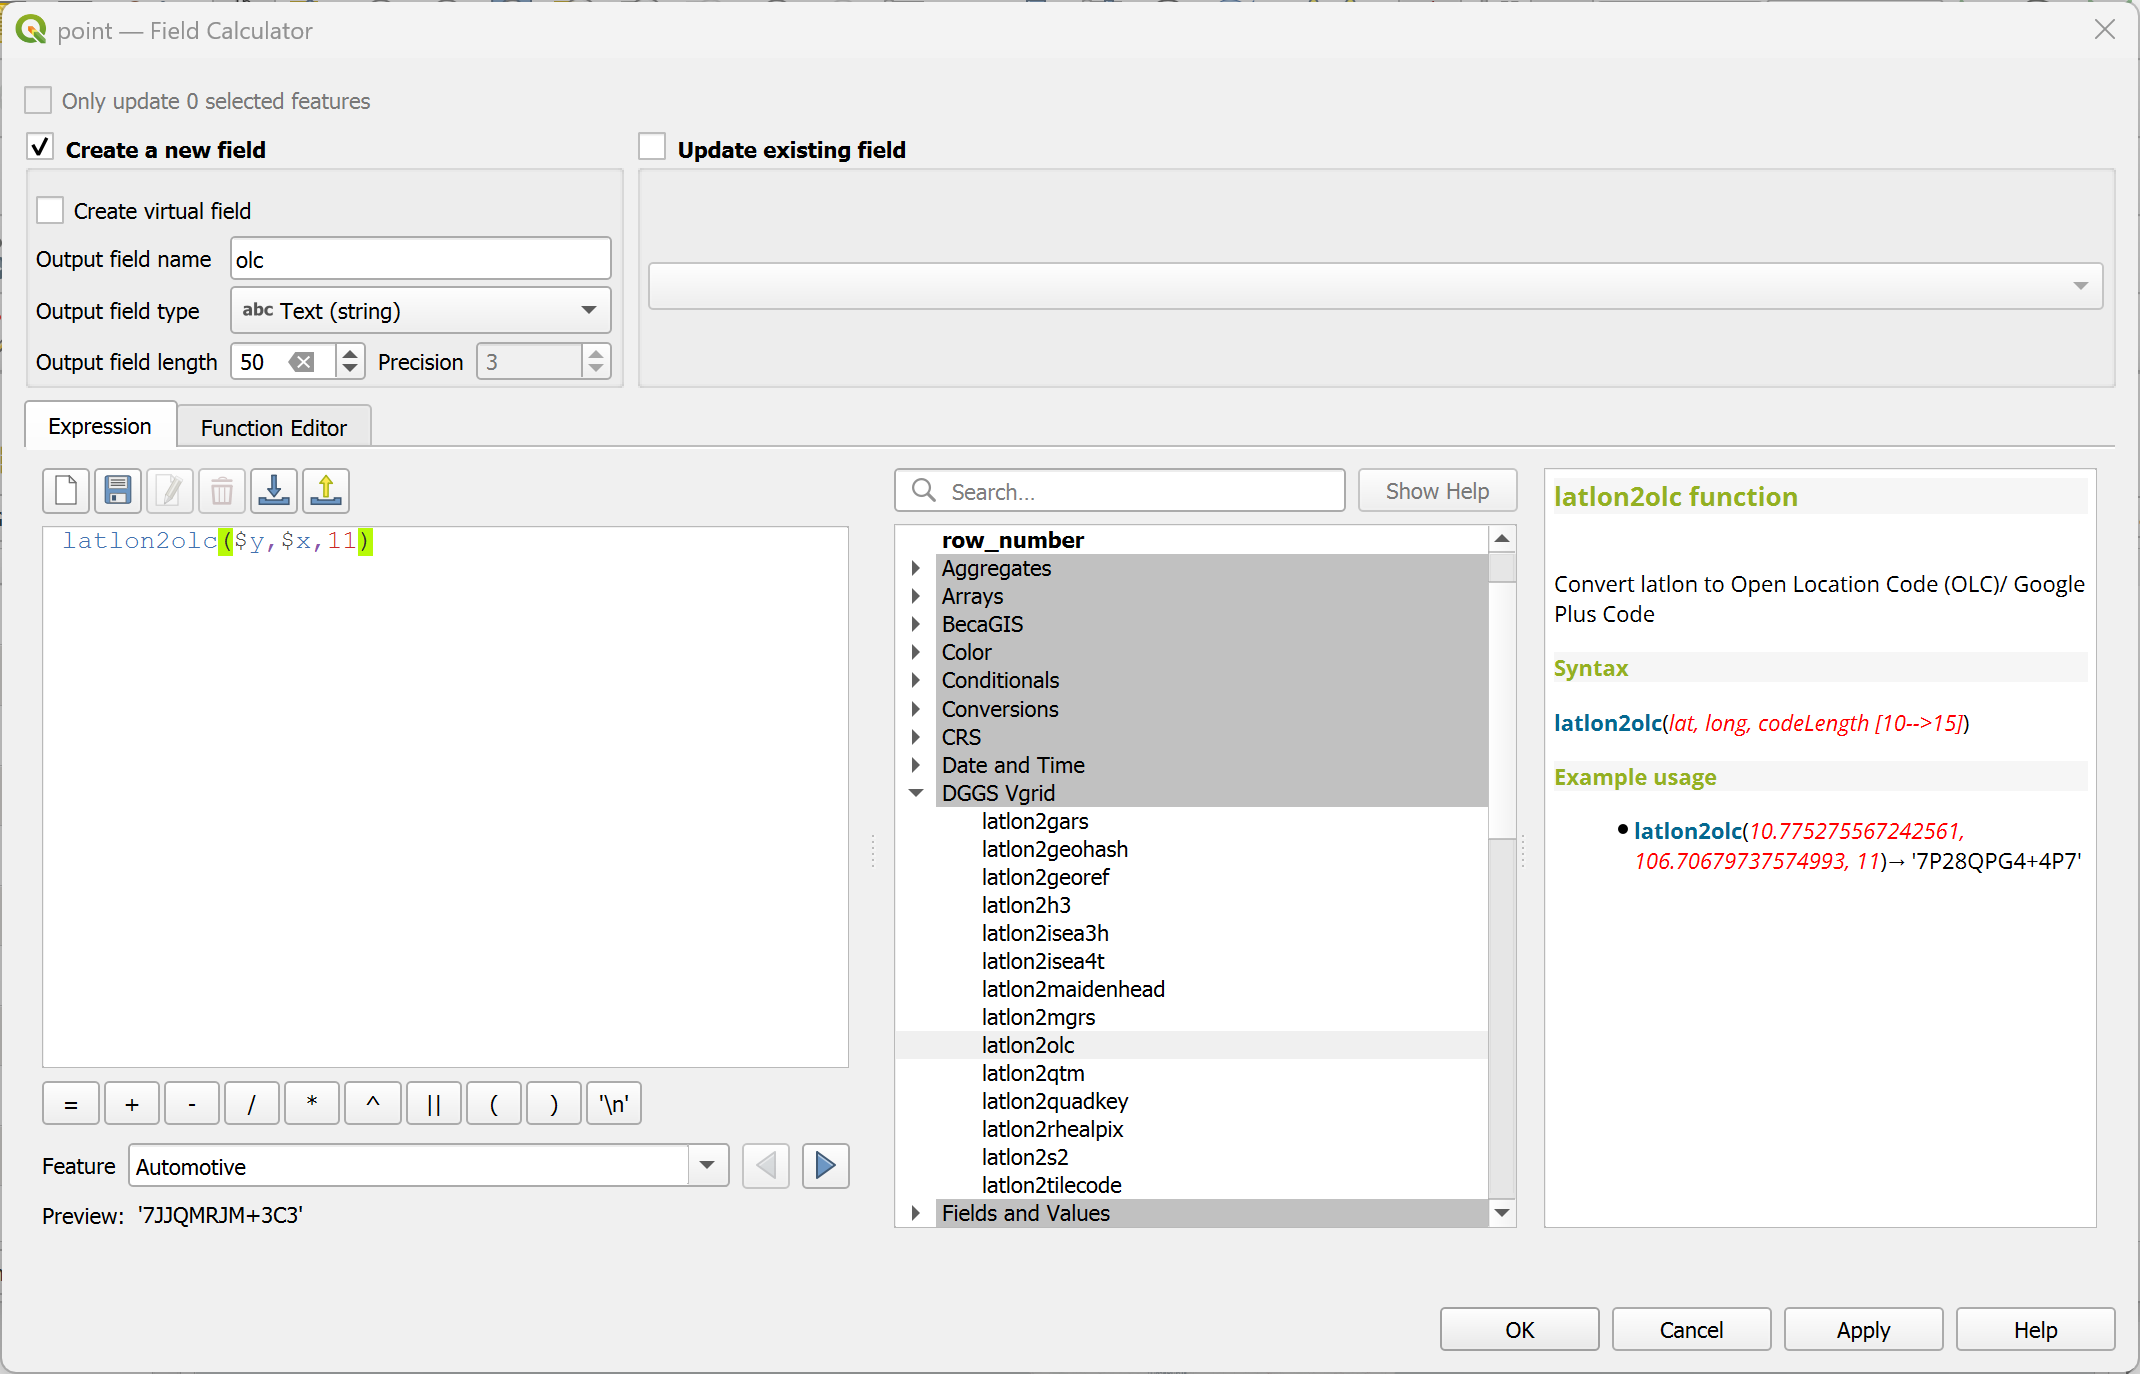 point — Field Calculator
Only update 0 selected features
Create a new field
Update existing field
Create virtual field
Output field name olc
Output field type abc Text (string)
Output field length 50 Precision 3
Expression Function Editor
Search... Show Help
latlon2olc($y,$x,11)
= + - / * ^ || ( ) '\n'
Feature Automotive
Preview: '7JJQMRJM+3C3'
row_number
Aggregates
Arrays
BecaGIS
Color
Conditionals
Conversions
CRS
Date and Time
DGGS Vgrid
latlon2gars
latlon2geohash
latlon2georef
latlon2h3
latlon2isea3h
latlon2isea4t
latlon2maidenhead
latlon2mgrs
latlon2olc
latlon2qtm
latlon2quadkey
latlon2rhealpix
latlon2s2
latlon2tilecode
Fields and Values
latlon2olc function
Convert latlon to Open Location Code (OLC)/ Google
Plus Code
Syntax
latlon2olc(lat, long, codeLength [10-->15])
Example usage
● latlon2olc(10.775275567242561,
106.70679737574993, 11)→ '7P28QPG4+4P7'
OK Cancel Apply Help